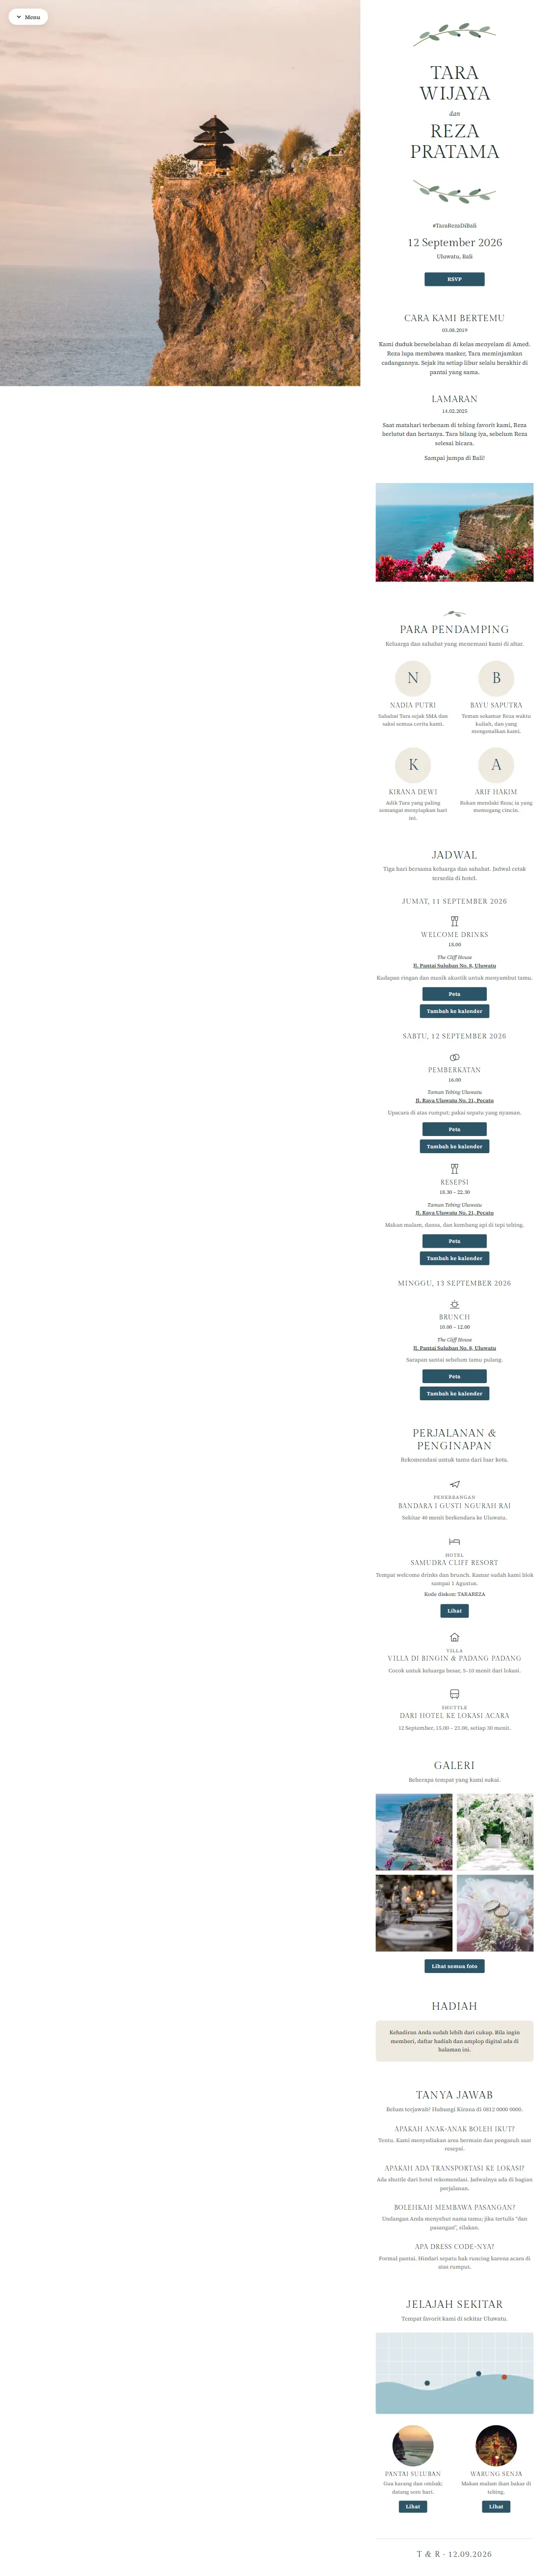 Menu
TARA
WIJAYA
dan
REZA
PRATAMA
#TaraRezaDiBali
12 September 2026
Uluwatu, Bali
RSVP
CARA KAMI BERTEMU
03.08.2019
Kami duduk bersebelahan di kelas menyelam di Amed.
Reza lupa membawa masker, Tara meminjamkan
cadangannya. Sejak itu setiap libur selalu berakhir di
pantai yang sama.
LAMARAN
14.02.2025
Saat matahari terbenam di tebing favorit kami, Reza
berlutut dan bertanya. Tara bilang iya, sebelum Reza
selesai bicara.
Sampai jumpa di Bali!
PARA PENDAMPING
Keluarga dan sahabat yang menemani kami di altar.
N
NADIA PUTRI
Sahabat Tara sejak SMA dan
saksi semua cerita kami.
B
BAYU SAPUTRA
Teman sekamar Reza waktu
kuliah, dan yang
mengenalkan kami.
K
KIRANA DEWI
Adik Tara yang paling
semangat menyiapkan hari
ini.
A
ARIF HAKIM
Rekan mendaki Reza; ia yang
memegang cincin.
JADWAL
Tiga hari bersama keluarga dan sahabat. Jadwal cetak
tersedia di hotel.
JUMAT, 11 SEPTEMBER 2026
WELCOME DRINKS
18.00
The Cliff House
Jl. Pantai Suluban No. 8, Uluwatu
Kudapan ringan dan musik akustik untuk menyambut tamu.
Peta
Tambah ke kalender
SABTU, 12 SEPTEMBER 2026
PEMBERKATAN
16.00
Taman Tebing Uluwatu
Jl. Raya Uluwatu No. 21, Pecatu
Upacara di atas rumput; pakai sepatu yang nyaman.
Peta
Tambah ke kalender
RESEPSI
18.30 – 22.30
Taman Tebing Uluwatu
Jl. Raya Uluwatu No. 21, Pecatu
Makan malam, dansa, dan kembang api di tepi tebing.
Peta
Tambah ke kalender
MINGGU, 13 SEPTEMBER 2026
BRUNCH
10.00 – 12.00
The Cliff House
Jl. Pantai Suluban No. 8, Uluwatu
Sarapan santai sebelum tamu pulang.
Peta
Tambah ke kalender
PERJALANAN &
PENGINAPAN
Rekomendasi untuk tamu dari luar kota.
PENERBANGAN
BANDARA I GUSTI NGURAH RAI
Sekitar 40 menit berkendara ke Uluwatu.
HOTEL
SAMUDRA CLIFF RESORT
Tempat welcome drinks dan brunch. Kamar sudah kami blok
sampai 1 Agustus.
Kode diskon: TARAREZA
Lihat
VILLA
VILLA DI BINGIN & PADANG PADANG
Cocok untuk keluarga besar, 5–10 menit dari lokasi.
SHUTTLE
DARI HOTEL KE LOKASI ACARA
12 September, 15.00 – 23.00, setiap 30 menit.
GALERI
Beberapa tempat yang kami sukai.
Lihat semua foto
HADIAH
Kehadiran Anda sudah lebih dari cukup. Bila ingin
memberi, daftar hadiah dan amplop digital ada di
halaman ini.
TANYA JAWAB
Belum terjawab? Hubungi Kirana di 0812 0000 0000.
APAKAH ANAK-ANAK BOLEH IKUT?
Tentu. Kami menyediakan area bermain dan pengasuh saat
resepsi.
APAKAH ADA TRANSPORTASI KE LOKASI?
Ada shuttle dari hotel rekomendasi. Jadwalnya ada di bagian
perjalanan.
BOLEHKAH MEMBAWA PASANGAN?
Undangan Anda menyebut nama tamu; jika tertulis "dan
pasangan", silakan.
APA DRESS CODE-NYA?
Formal pantai. Hindari sepatu hak runcing karena acara di
atas rumput.
JELAJAH SEKITAR
Tempat favorit kami di sekitar Uluwatu.
PANTAI SULUBAN
Gua karang dan ombak;
datang sore hari.
Lihat
WARUNG SENJA
Makan malam ikan bakar di
tebing.
Lihat
T & R · 12.09.2026